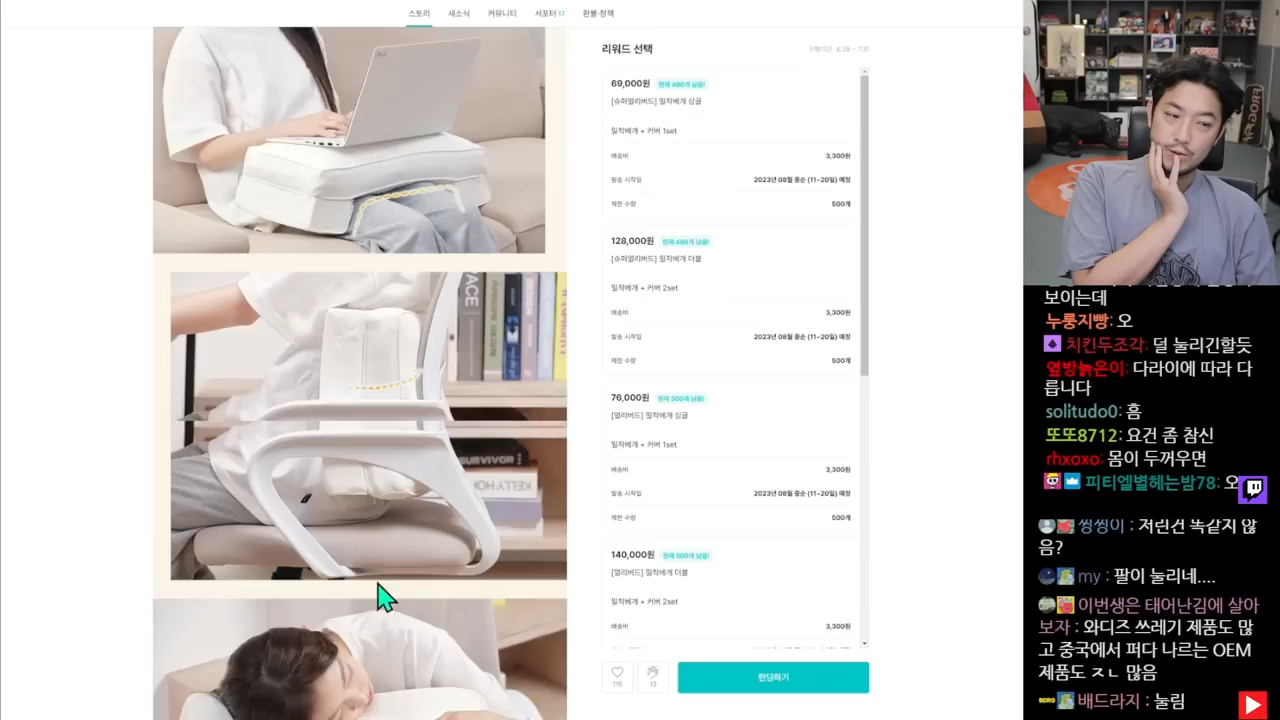 스토리
새소식
커뮤니티
서포터 17
환불·정책
리워드 선택
69,000원 현재 486개 남음!
[슈퍼얼리버드] 밀착베개 싱글
밀착베개 + 커버 1set
배송비 3,300원
발송 시작일 2023년 08월 중순 (11~20일) 예정
제한 수량 500개
128,000원 현재 499개 남음!
[슈퍼얼리버드] 밀착베개 더블
밀착베개 + 커버 2set
배송비 3,300원
발송 시작일 2023년 08월 중순 (11~20일) 예정
제한 수량 500개
76,000원 현재 500개 남음!
[얼리버드] 밀착베개 싱글
밀착베개 + 커버 1set
배송비 3,300원
발송 시작일 2023년 08월 중순 (11~20일) 예정
제한 수량 500개
140,000원 현재 500개 남음!
[얼리버드] 밀착베개 더블
밀착베개 + 커버 2set
배송비 3,300원
115
12
펀딩하기
SURVIVOR
KELLY HOPPEN
보이는데
누룽지빵: 오
치킨두조각: 덜 눌리긴할듯
옆방늙은이: 다라이에 따라 다
릅니다
solitudo0: 흠
또또8712: 요건 좀 참신
rhxoxo: 몸이 두꺼우면
피티엘별헤는밤78: 오
씽씽이 : 저린건 똑같지 않
음?
my : 팔이 눌리네....
이번생은 태어난김에 살아
보자 : 와디즈 쓰레기 제품도 많
고 중국에서 퍼다 나르는 OEM
제품도 ㅈㄴ 많음
배드라지 : 눌림